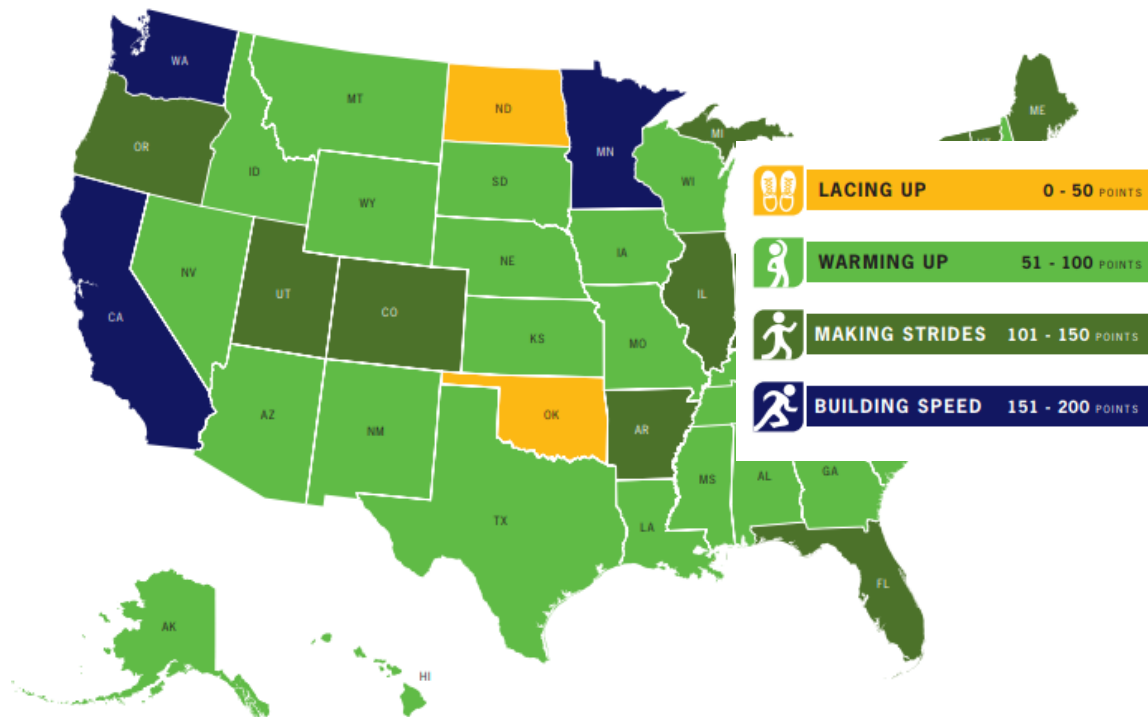 WA
MT
ND
ME
OR
MN
MI
ID
SD
WI
WY
LACING UP 0 - 50 POINTS
NV
NE
IA
WARMING UP 51 - 100 POINTS
UT
CO
IL
CA
KS
MO
MAKING STRIDES 101 - 150 POINTS
AZ
NM
OK
AR
BUILDING SPEED 151 - 200 POINTS
TX
LA
MS
AL
GA
FL
AK
HI